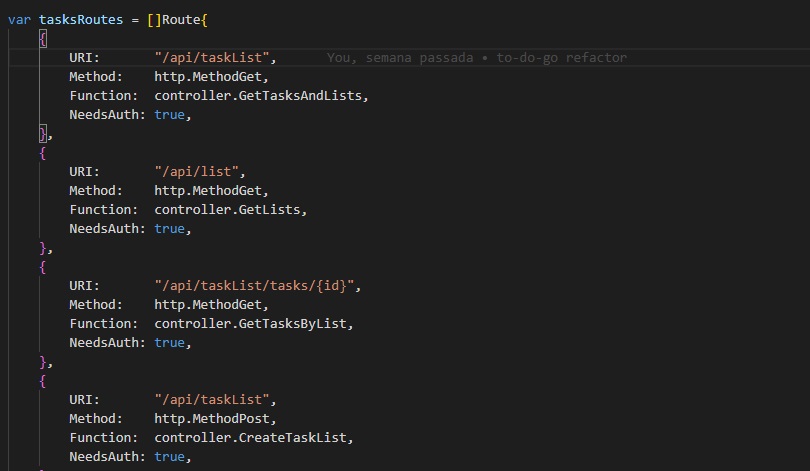 var tasksRoutes = []Route{
{
URI: "/api/taskList", You, semana passada • to-do-go refactor
Method: http.MethodGet,
Function: controller.GetTasksAndLists,
NeedsAuth: true,
},
{
URI: "/api/list",
Method: http.MethodGet,
Function: controller.GetLists,
NeedsAuth: true,
},
{
URI: "/api/taskList/tasks/{id}",
Method: http.MethodGet,
Function: controller.GetTasksByList,
NeedsAuth: true,
},
{
URI: "/api/taskList",
Method: http.MethodPost,
Function: controller.CreateTaskList,
NeedsAuth: true,